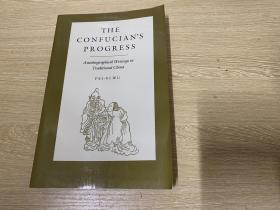 THE
CONFUCIAN'S
PROGRESS
Autobiographical Writings in
Traditional China
PEI-YI WU